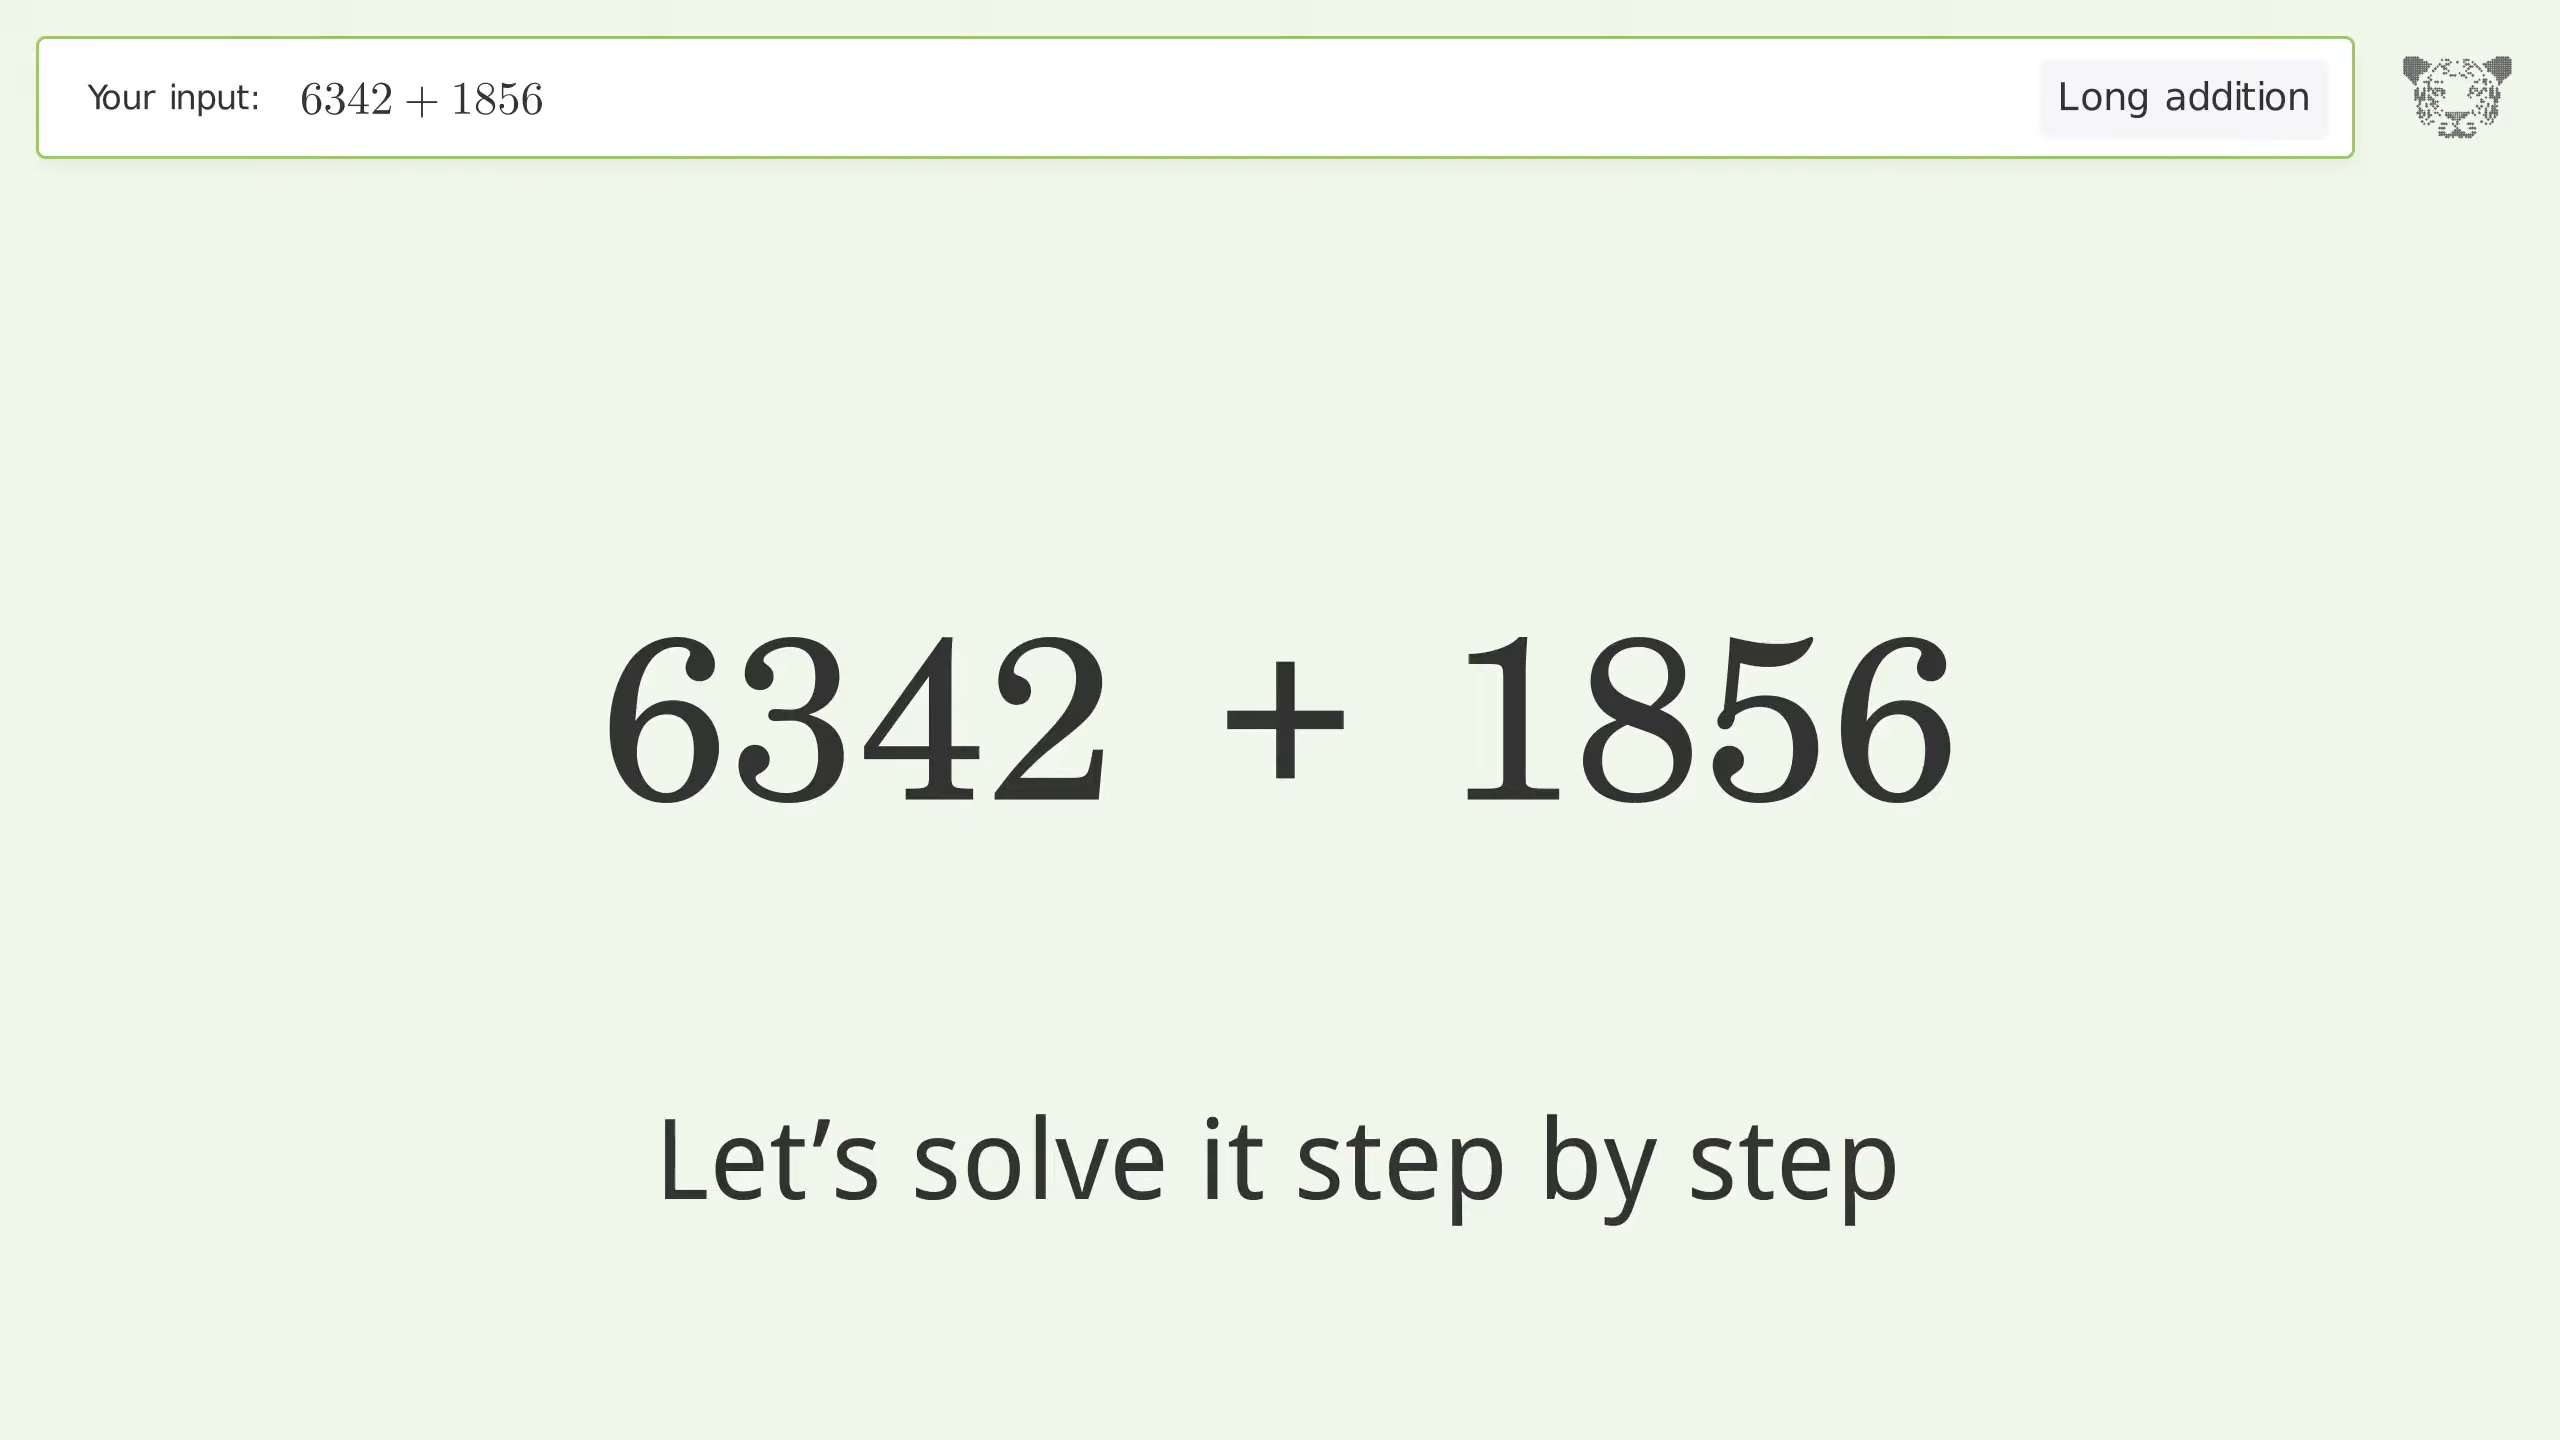 Your input: 6342 + 1856 Long addition
6342 + 1856
Let’s solve it step by step